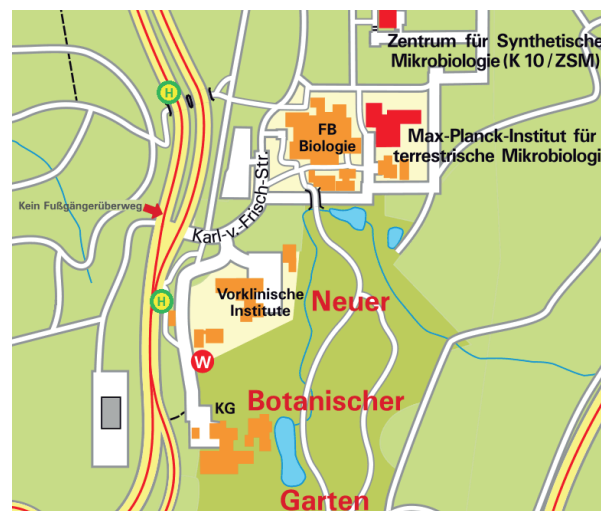 Zentrum für Synthetische
Mikrobiologie (K 10 / ZSM)
H
FB
Biologie
Max-Planck-Institut für
terrestrische Mikrobiologi
Kein Fußgängerüberweg
Karl-v.-Frisch-Str.
H
Vorklinische
Institute
Neuer
W
KG
Botanischer
Garten